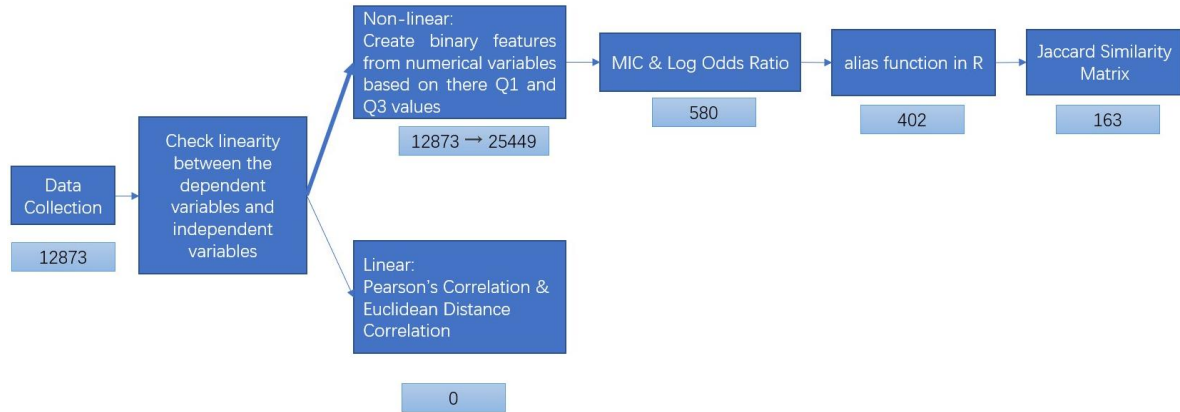 Data
Collection
12873
Check linearity
between the
dependent
variables and
independent
variables
Non-linear:
Create binary features
from numerical variables
based on there Q1 and
Q3 values
12873 → 25449
Linear:
Pearson's Correlation &
Euclidean Distance
Correlation
0
MIC & Log Odds Ratio
580
alias function in R
402
Jaccard Similarity
Matrix
163